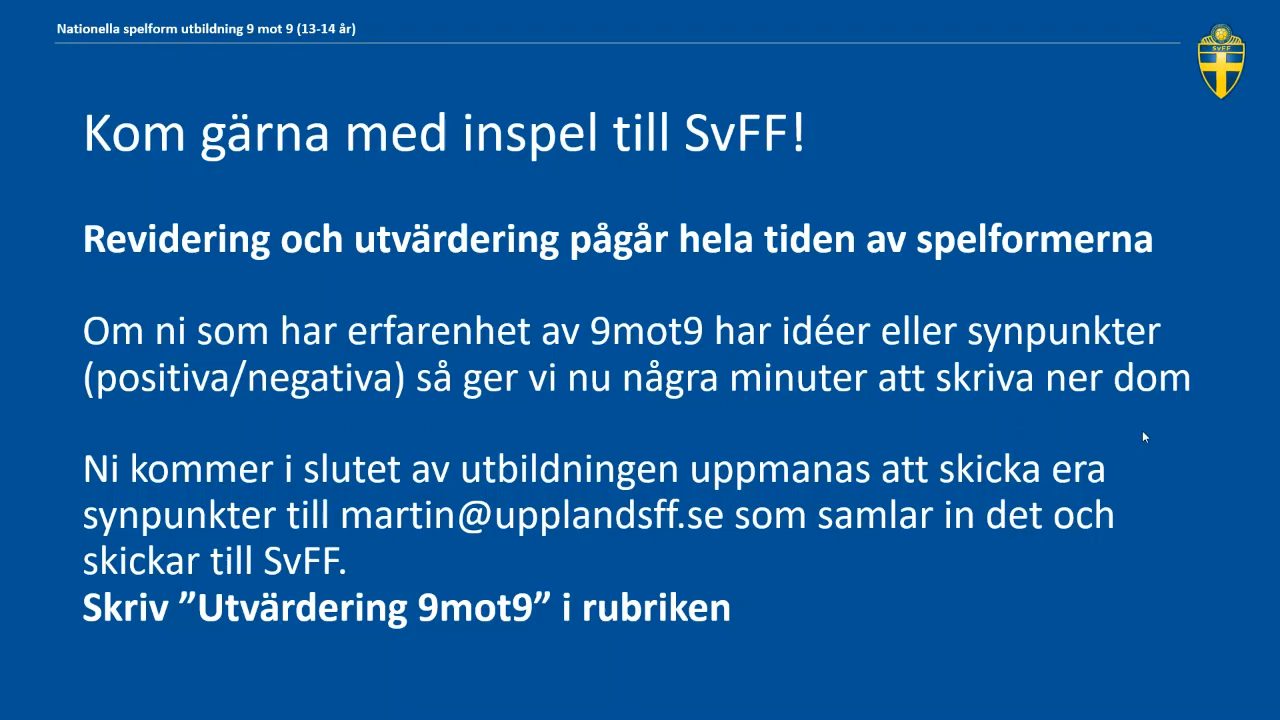 Nationella spelform utbildning 9 mot 9 (13-14 år)
SvFF
Kom gärna med inspel till SvFF!
Revidering och utvärdering pågår hela tiden av spelformerna
Om ni som har erfarenhet av 9mot9 har idéer eller synpunkter
(positiva/negativa) så ger vi nu några minuter att skriva ner dom
Ni kommer i slutet av utbildningen uppmanas att skicka era
synpunkter till martin@upplandsff.se som samlar in det och
skickar till SvFF.
Skriv ”Utvärdering 9mot9” i rubriken